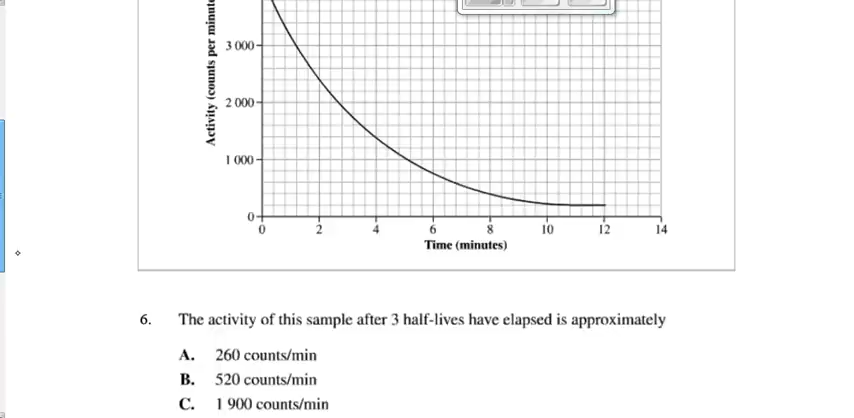 Activity (counts per minute
3 000
2 000
1 000
0
0 2 4 6 8 10 12 14
Time (minutes)
6. The activity of this sample after 3 half-lives have elapsed is approximately
A. 260 counts/min
B. 520 counts/min
C. 1 900 counts/min